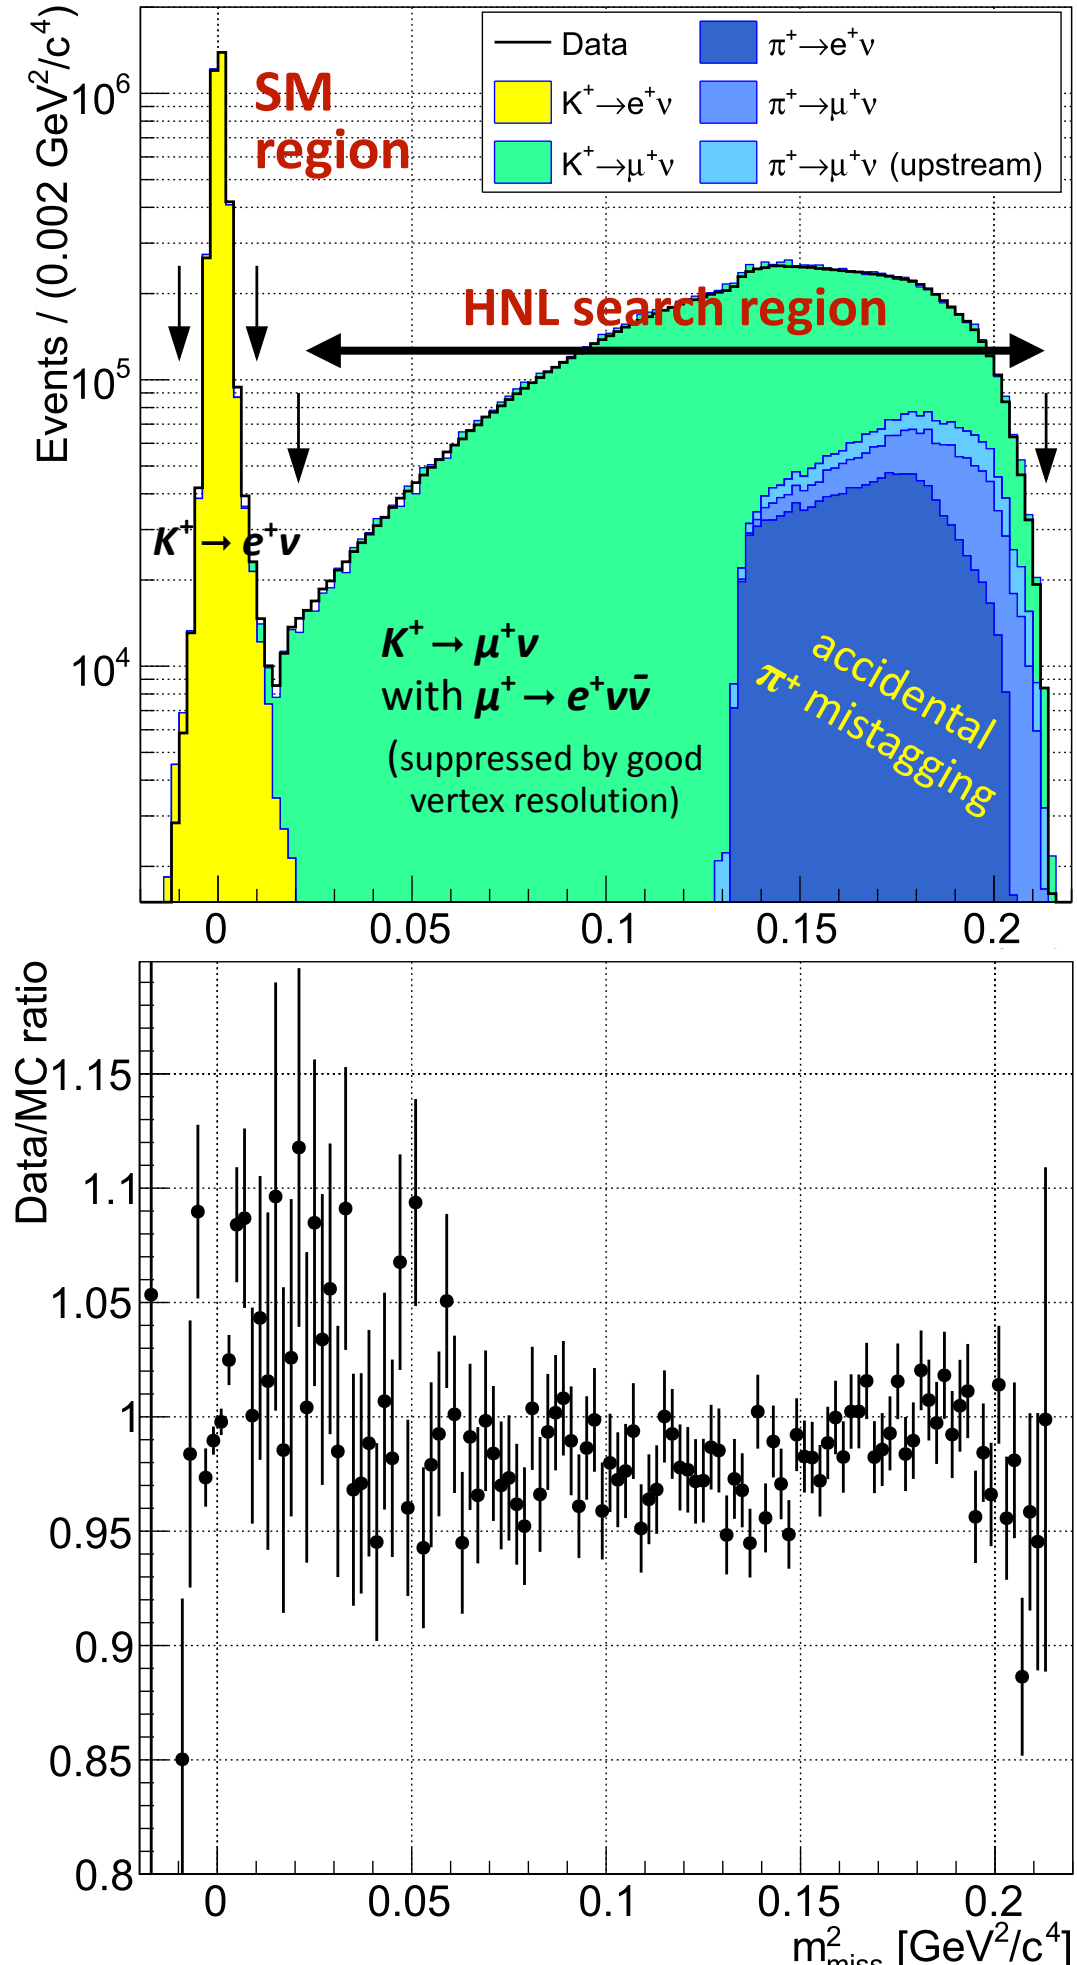 Events / (0.002 GeV²/c⁴)
10⁶
10⁵
10⁴
SM
region
Data
K⁺→e⁺ν
K⁺→μ⁺ν
π⁺→e⁺ν
π⁺→μ⁺ν
π⁺→μ⁺ν (upstream)
HNL search region
K⁺ → e⁺ν
K⁺ → μ⁺ν
with μ⁺ → e⁺νν̄
(suppressed by good
vertex resolution)
accidental
π⁺ mistagging
0 0.05 0.1 0.15 0.2
Data/MC ratio
1.15
1.1
1.05
1
0.95
0.9
0.85
0.8
0 0.05 0.1 0.15 0.2
m²miss [GeV²/c⁴]